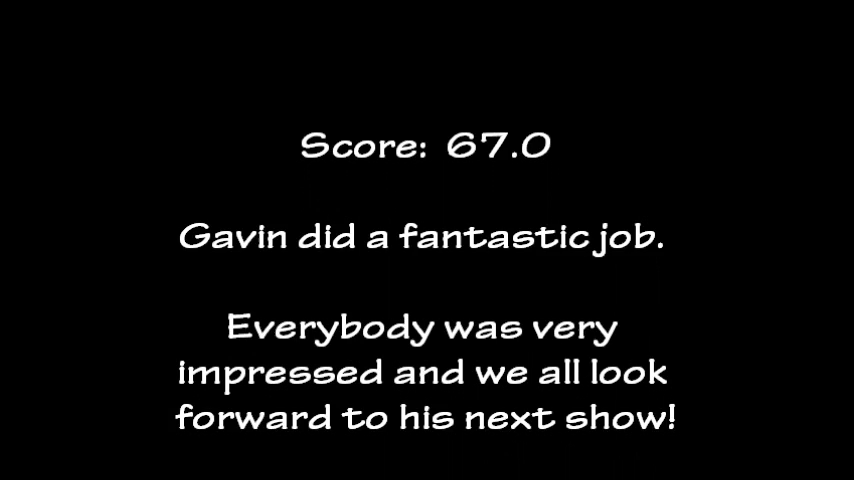 Score: 67.0
Gavin did a fantastic job.
Everybody was very
impressed and we all look
forward to his next show!